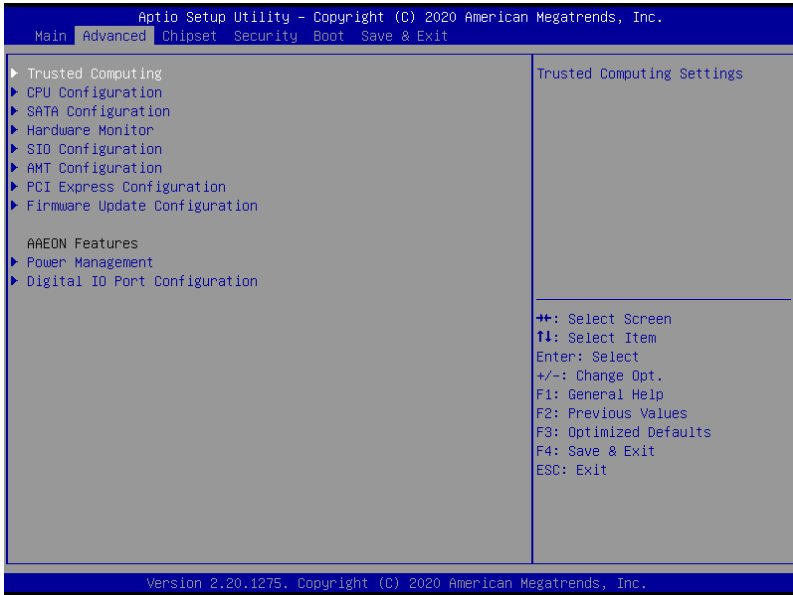 Aptio Setup Utility – Copyright (C) 2020 American Megatrends, Inc.
Main Advanced Chipset Security Boot Save & Exit
Trusted Computing
CPU Configuration
SATA Configuration
Hardware Monitor
SIO Configuration
AMT Configuration
PCI Express Configuration
Firmware Update Configuration
AAEON Features
Power Management
Digital IO Port Configuration
Trusted Computing Settings
→←: Select Screen
↑↓: Select Item
Enter: Select
+/-: Change Opt.
F1: General Help
F2: Previous Values
F3: Optimized Defaults
F4: Save & Exit
ESC: Exit
Version 2.20.1275. Copyright (C) 2020 American Megatrends, Inc.